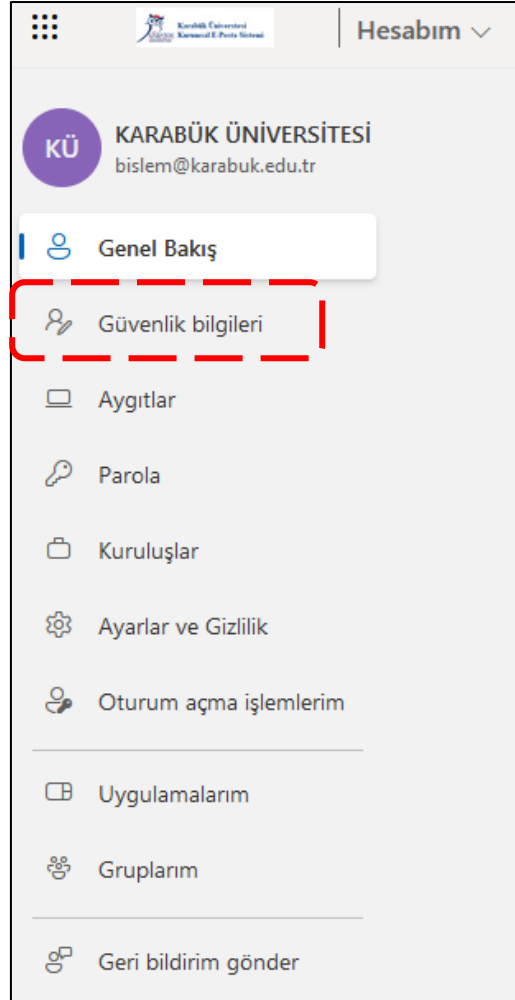 Karabük Üniversitesi
Kurumsal E-Posta Sistemi
Hesabım
KÜ
KARABÜK ÜNİVERSİTESİ
bislem@karabuk.edu.tr
Genel Bakış
Güvenlik bilgileri
Aygıtlar
Parola
Kuruluşlar
Ayarlar ve Gizlilik
Oturum açma işlemlerim
Uygulamalarım
Gruplarım
Geri bildirim gönder